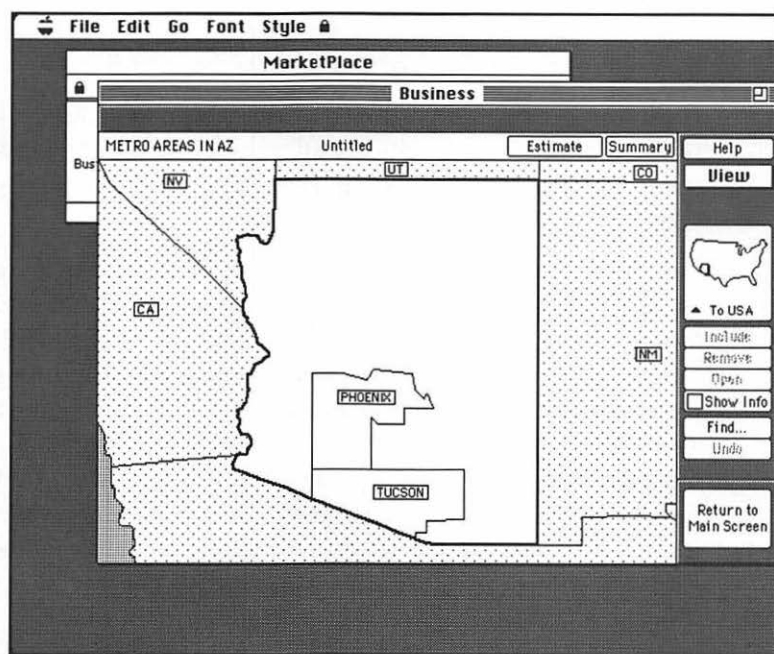 File Edit Go Font Style
MarketPlace
Business
METRO AREAS IN AZ Untitled Estimate Summary
Help
View
Bus
NV
UT
CO
CA
NM
PHOENIX
TUCSON
To USA
Include
Remove
Open
Show Info
Find...
Undo
Return to
Main Screen